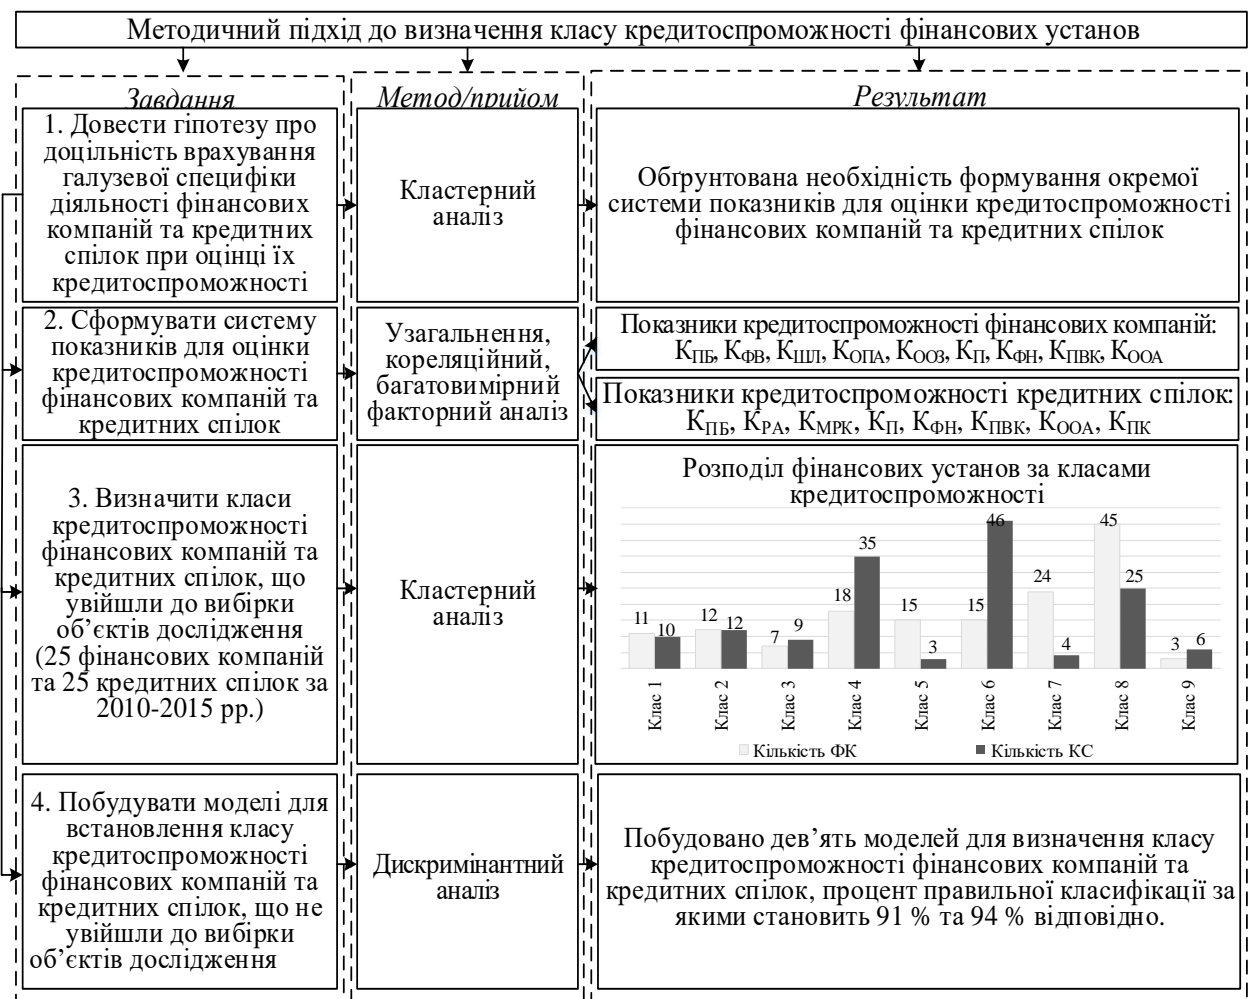 Методичний підхід до визначення класу кредитоспроможності фінансових установ
Завдання
Метод/прийом
Результат
1. Довести гіпотезу про
доцільність врахування
галузевої специфіки
діяльності фінансових
компаній та кредитних
спілок при оцінці їх
кредитоспроможності
Кластерний
аналіз
Обґрунтована необхідність формування окремої
системи показників для оцінки кредитоспроможності
фінансових компаній та кредитних спілок
2. Сформувати систему
показників для оцінки
кредитоспроможності
фінансових компаній та
кредитних спілок
Узагальнення,
кореляційний,
багатовимірний
факторний аналіз
Показники кредитоспроможності фінансових компаній:
КПБ, КФВ, КШЛ, КОПА, КООЗ, КП, КФН, КПВК, КООА
Показники кредитоспроможності кредитних спілок:
КПБ, КРА, КМРК, КП, КФН, КПВК, КООА, КПК
3. Визначити класи
кредитоспроможності
фінансових компаній та
кредитних спілок, що
увійшли до вибірки
об’єктів дослідження
(25 фінансових компаній
та 25 кредитних спілок за
2010-2015 рр.)
Кластерний
аналіз
Розподіл фінансових установ за класами
кредитоспроможності
11 10 12 12 7 9 18 35 15 3 15 46 24 4 45 25 3 6
Клас 1 Клас 2 Клас 3 Клас 4 Клас 5 Клас 6 Клас 7 Клас 8 Клас 9
Кількість ФК Кількість КС
4. Побудувати моделі для
встановлення класу
кредитоспроможності
фінансових компаній та
кредитних спілок, що не
увійшли до вибірки
об’єктів дослідження
Дискримінантний
аналіз
Побудовано дев’ять моделей для визначення класу
кредитоспроможності фінансових компаній та
кредитних спілок, процент правильної класифікації за
якими становить 91 % та 94 % відповідно.